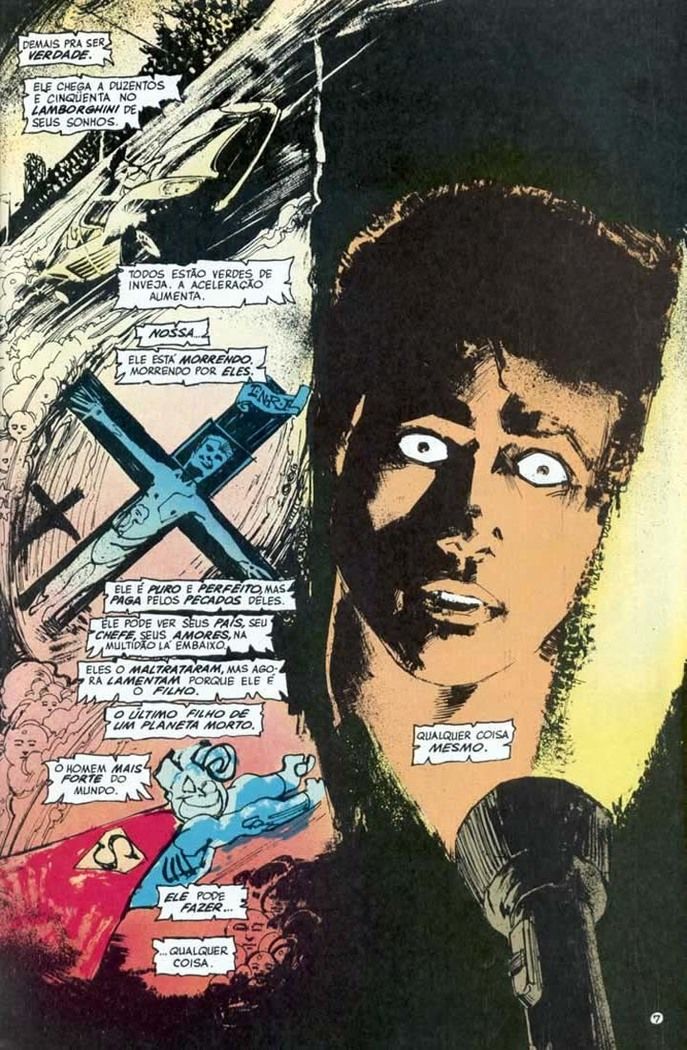 DEMAIS PRA SER
VERDADE.
ELE CHEGA A DUZENTOS
E CINQÜENTA NO
LAMBORGHINI DE
SEUS SONHOS.
TODOS ESTÃO VERDES DE
INVEJA. A ACELERAÇÃO
AUMENTA.
NOSSA...
ELE ESTÁ MORRENDO.
MORRENDO POR ELES.
ELE É PURO E PERFEITO, MAS
PAGA PELOS PECADOS DELES.
ELE PODE VER SEUS PAIS, SEU
CHEFE, SEUS AMORES, NA
MULTIDÃO LÁ EMBAIXO.
ELES O MALTRATARAM, MAS AGO-
RA LAMENTAM PORQUE ELE É
O FILHO.
O ÚLTIMO FILHO DE
UM PLANETA MORTO.
O HOMEM MAIS
FORTE DO
MUNDO.
S
ELE PODE
FAZER...
...QUALQUER
COISA.
QUALQUER COISA
MESMO.
7